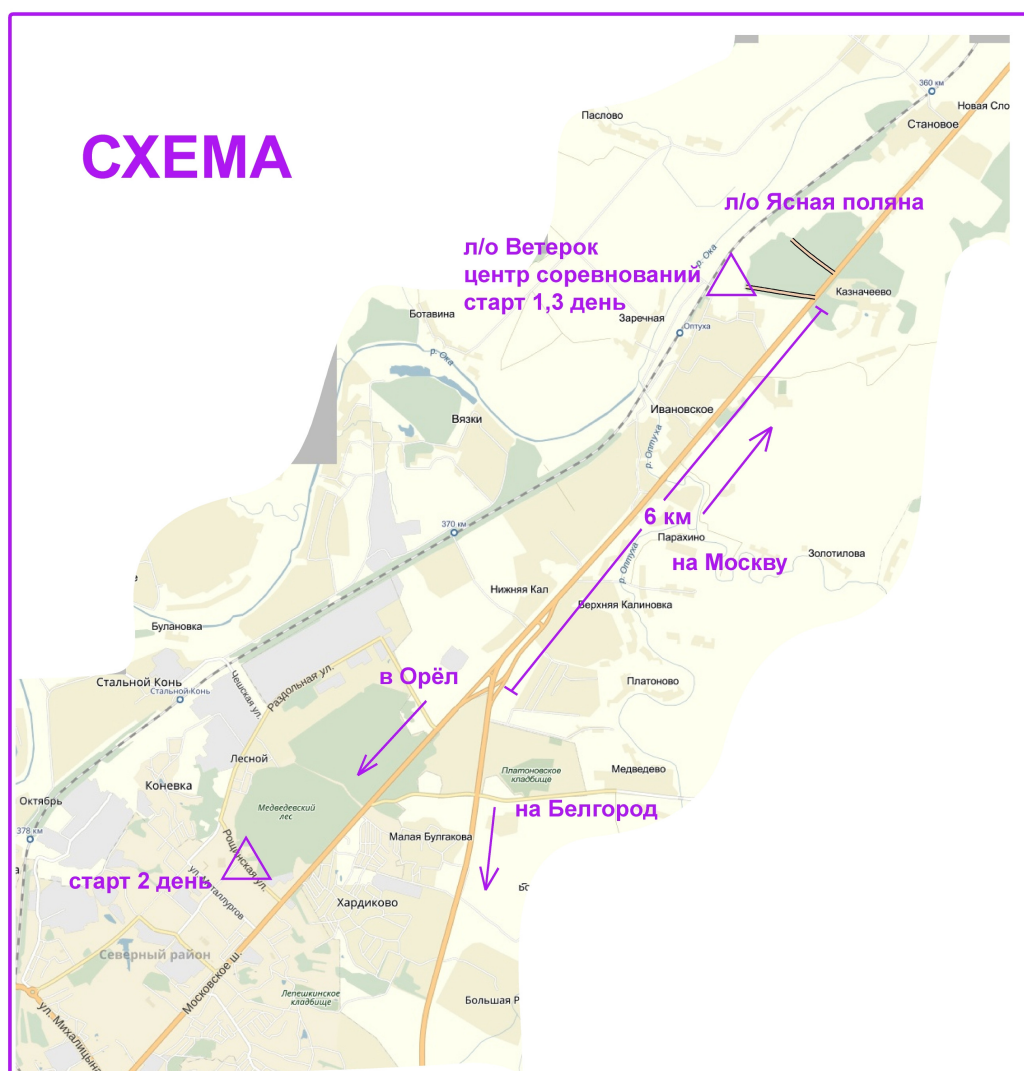 СХЕМА
360 км
Новая Сло
Становое
Паслово
л/о Ясная поляна
л/о Ветерок
центр соревнований
старт 1,3 день
р. Ока
Казначеево
Ботавина
Заречная
Оптуха
р. Ока
Вязки
Ивановское
р. Оптуха
6 км
370 км
Парахино
Золотилова
на Москву
р. Оптуха
Нижняя Кал
Верхняя Калиновка
Булановка
Стальной Конь
Стальной Конь
Чешская ул.
Раздольная ул.
в Орёл
Платоново
Лесной
Платоновское
кладбище
Медведево
Коневка
Октябрь
378 км
Медведевский
лес
на Белгород
Малая Булгакова
Рощинская ул.
ул. Металлургов
старт 2 день
Хардиково
Северный район
Московское ш.
Лепешкинское
кладбище
Большая Р
ул. Михалицына